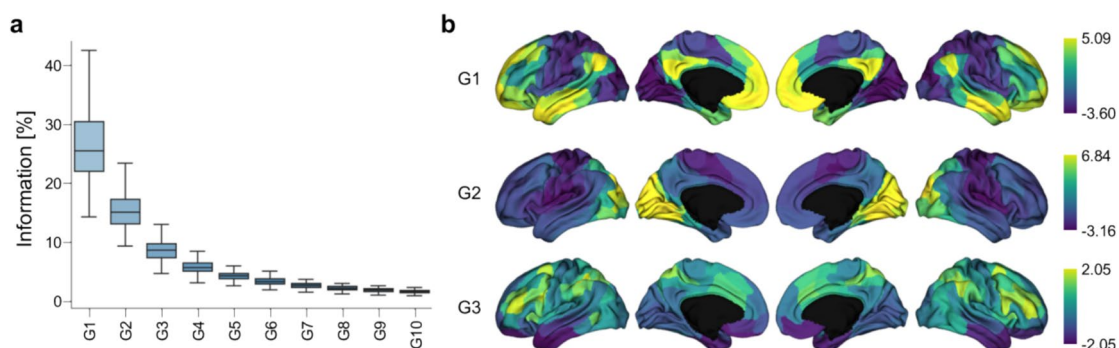 a
Information [%]
40
30
20
10
0
G1
G2
G3
G4
G5
G6
G7
G8
G9
G10
b
G1
5.09
-3.60
G2
6.84
-3.16
G3
2.05
-2.05